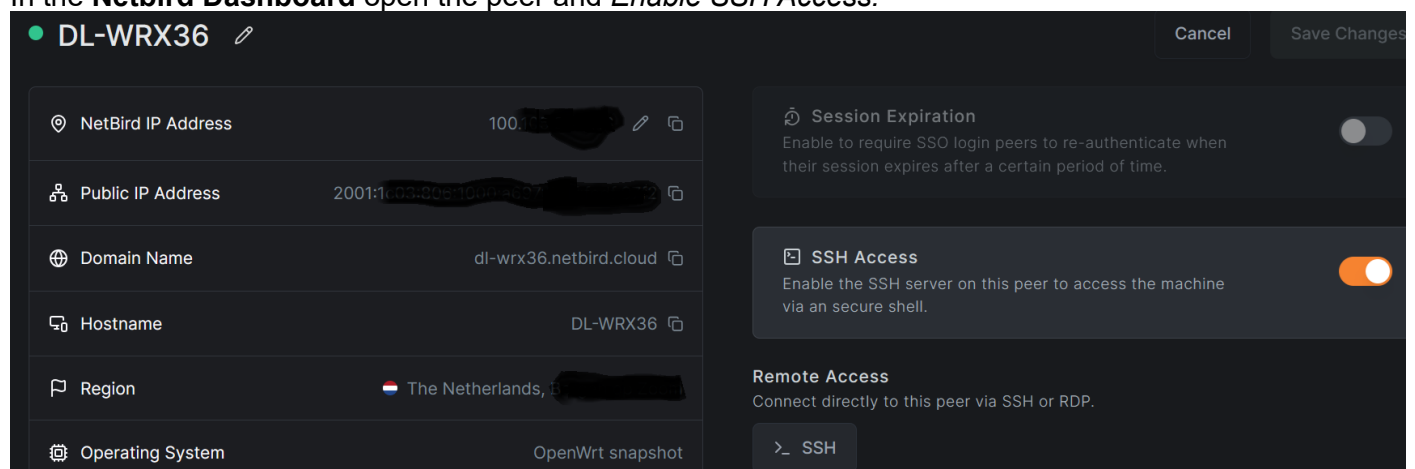 In the Netbird Dashboard open the peer and Enable SSH Access.
DL-WRX36
Cancel
Save Changes
NetBird IP Address
100.
Public IP Address
2001:1
Domain Name
dl-wrx36.netbird.cloud
Hostname
DL-WRX36
Region
The Netherlands,
Operating System
OpenWrt snapshot
Session Expiration
Enable to require SSO login peers to re-authenticate when
their session expires after a certain period of time.
SSH Access
Enable the SSH server on this peer to access the machine
via an secure shell.
Remote Access
Connect directly to this peer via SSH or RDP.
>_ SSH